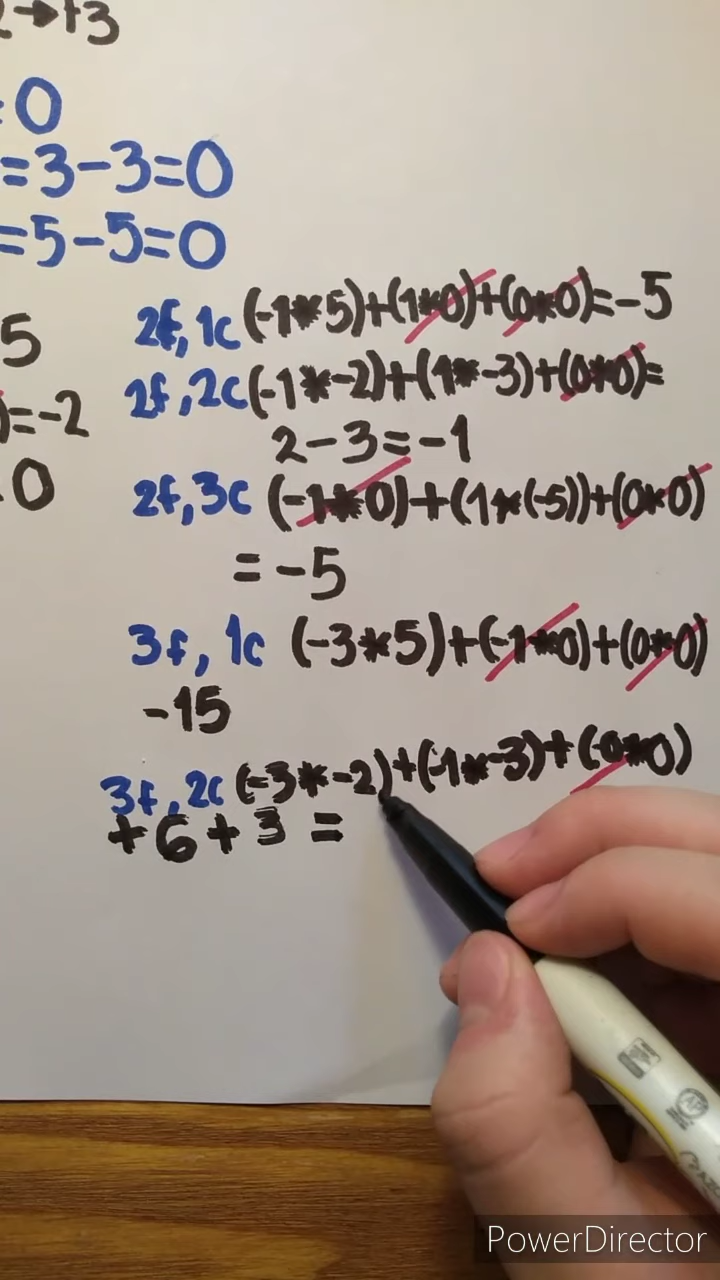 2→+3
=0
=3-3=0
=5-5=0
2f,1c (-1*5)+(1*0)+(0*0)=-5
5
2f,2c (-1*-2)+(1*-3)+(0*0)=
)=-2
2-3=-1
0
2f,3c (-1*0)+(1*(-5))+(0*0)
=-5
3f, 1c (-3*5)+(-1*0)+(0*0)
-15
3f, 2c (-3*-2)+(-1*-3)+(-0*0)
+6+3=
PowerDirector